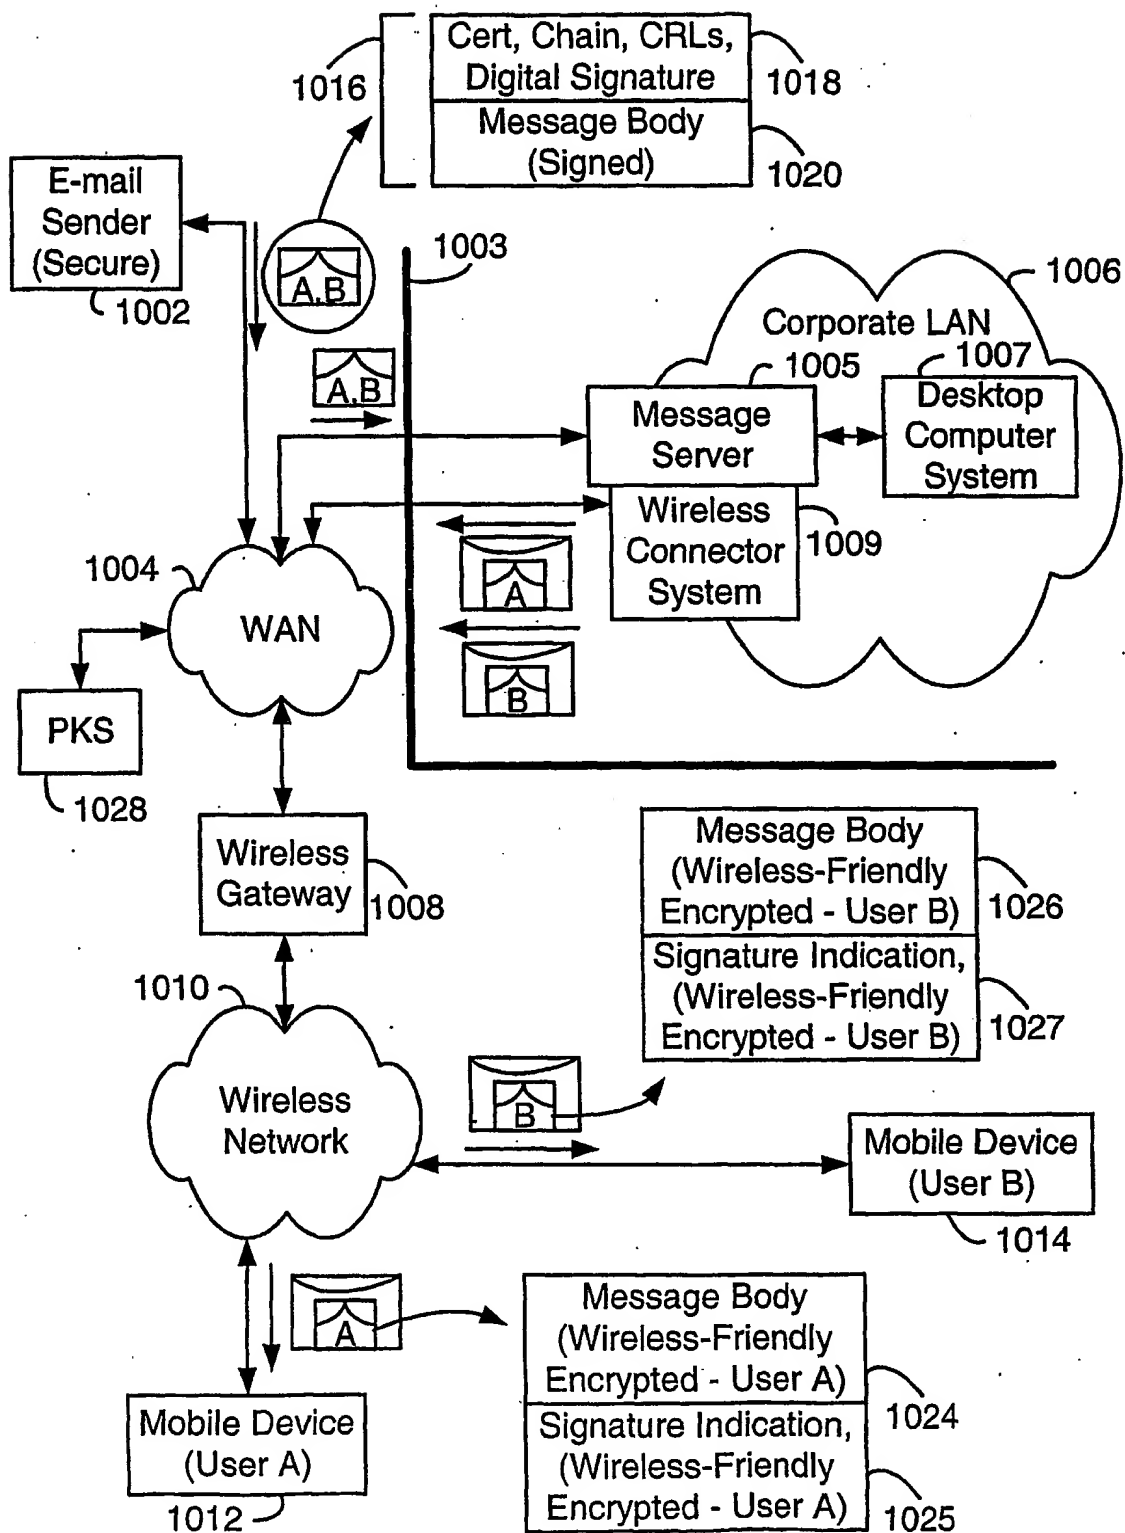 Cert, Chain, CRLs,
Digital Signature
1016
1018
Message Body
(Signed)
1020
E-mail
Sender
(Secure)
1002
A,B
1003
1006
Corporate LAN
A,B
1005
1007
Message
Server
Desktop
Computer
System
Wireless
Connector
System
1009
A
B
1004
WAN
PKS
1028
Wireless
Gateway
1008
Message Body
(Wireless-Friendly
Encrypted - User B)
1026
Signature Indication,
(Wireless-Friendly
Encrypted - User B)
1027
1010
Wireless
Network
B
Mobile Device
(User B)
1014
A
Message Body
(Wireless-Friendly
Encrypted - User A)
1024
Signature Indication,
(Wireless-Friendly
Encrypted - User A)
1025
Mobile Device
(User A)
1012